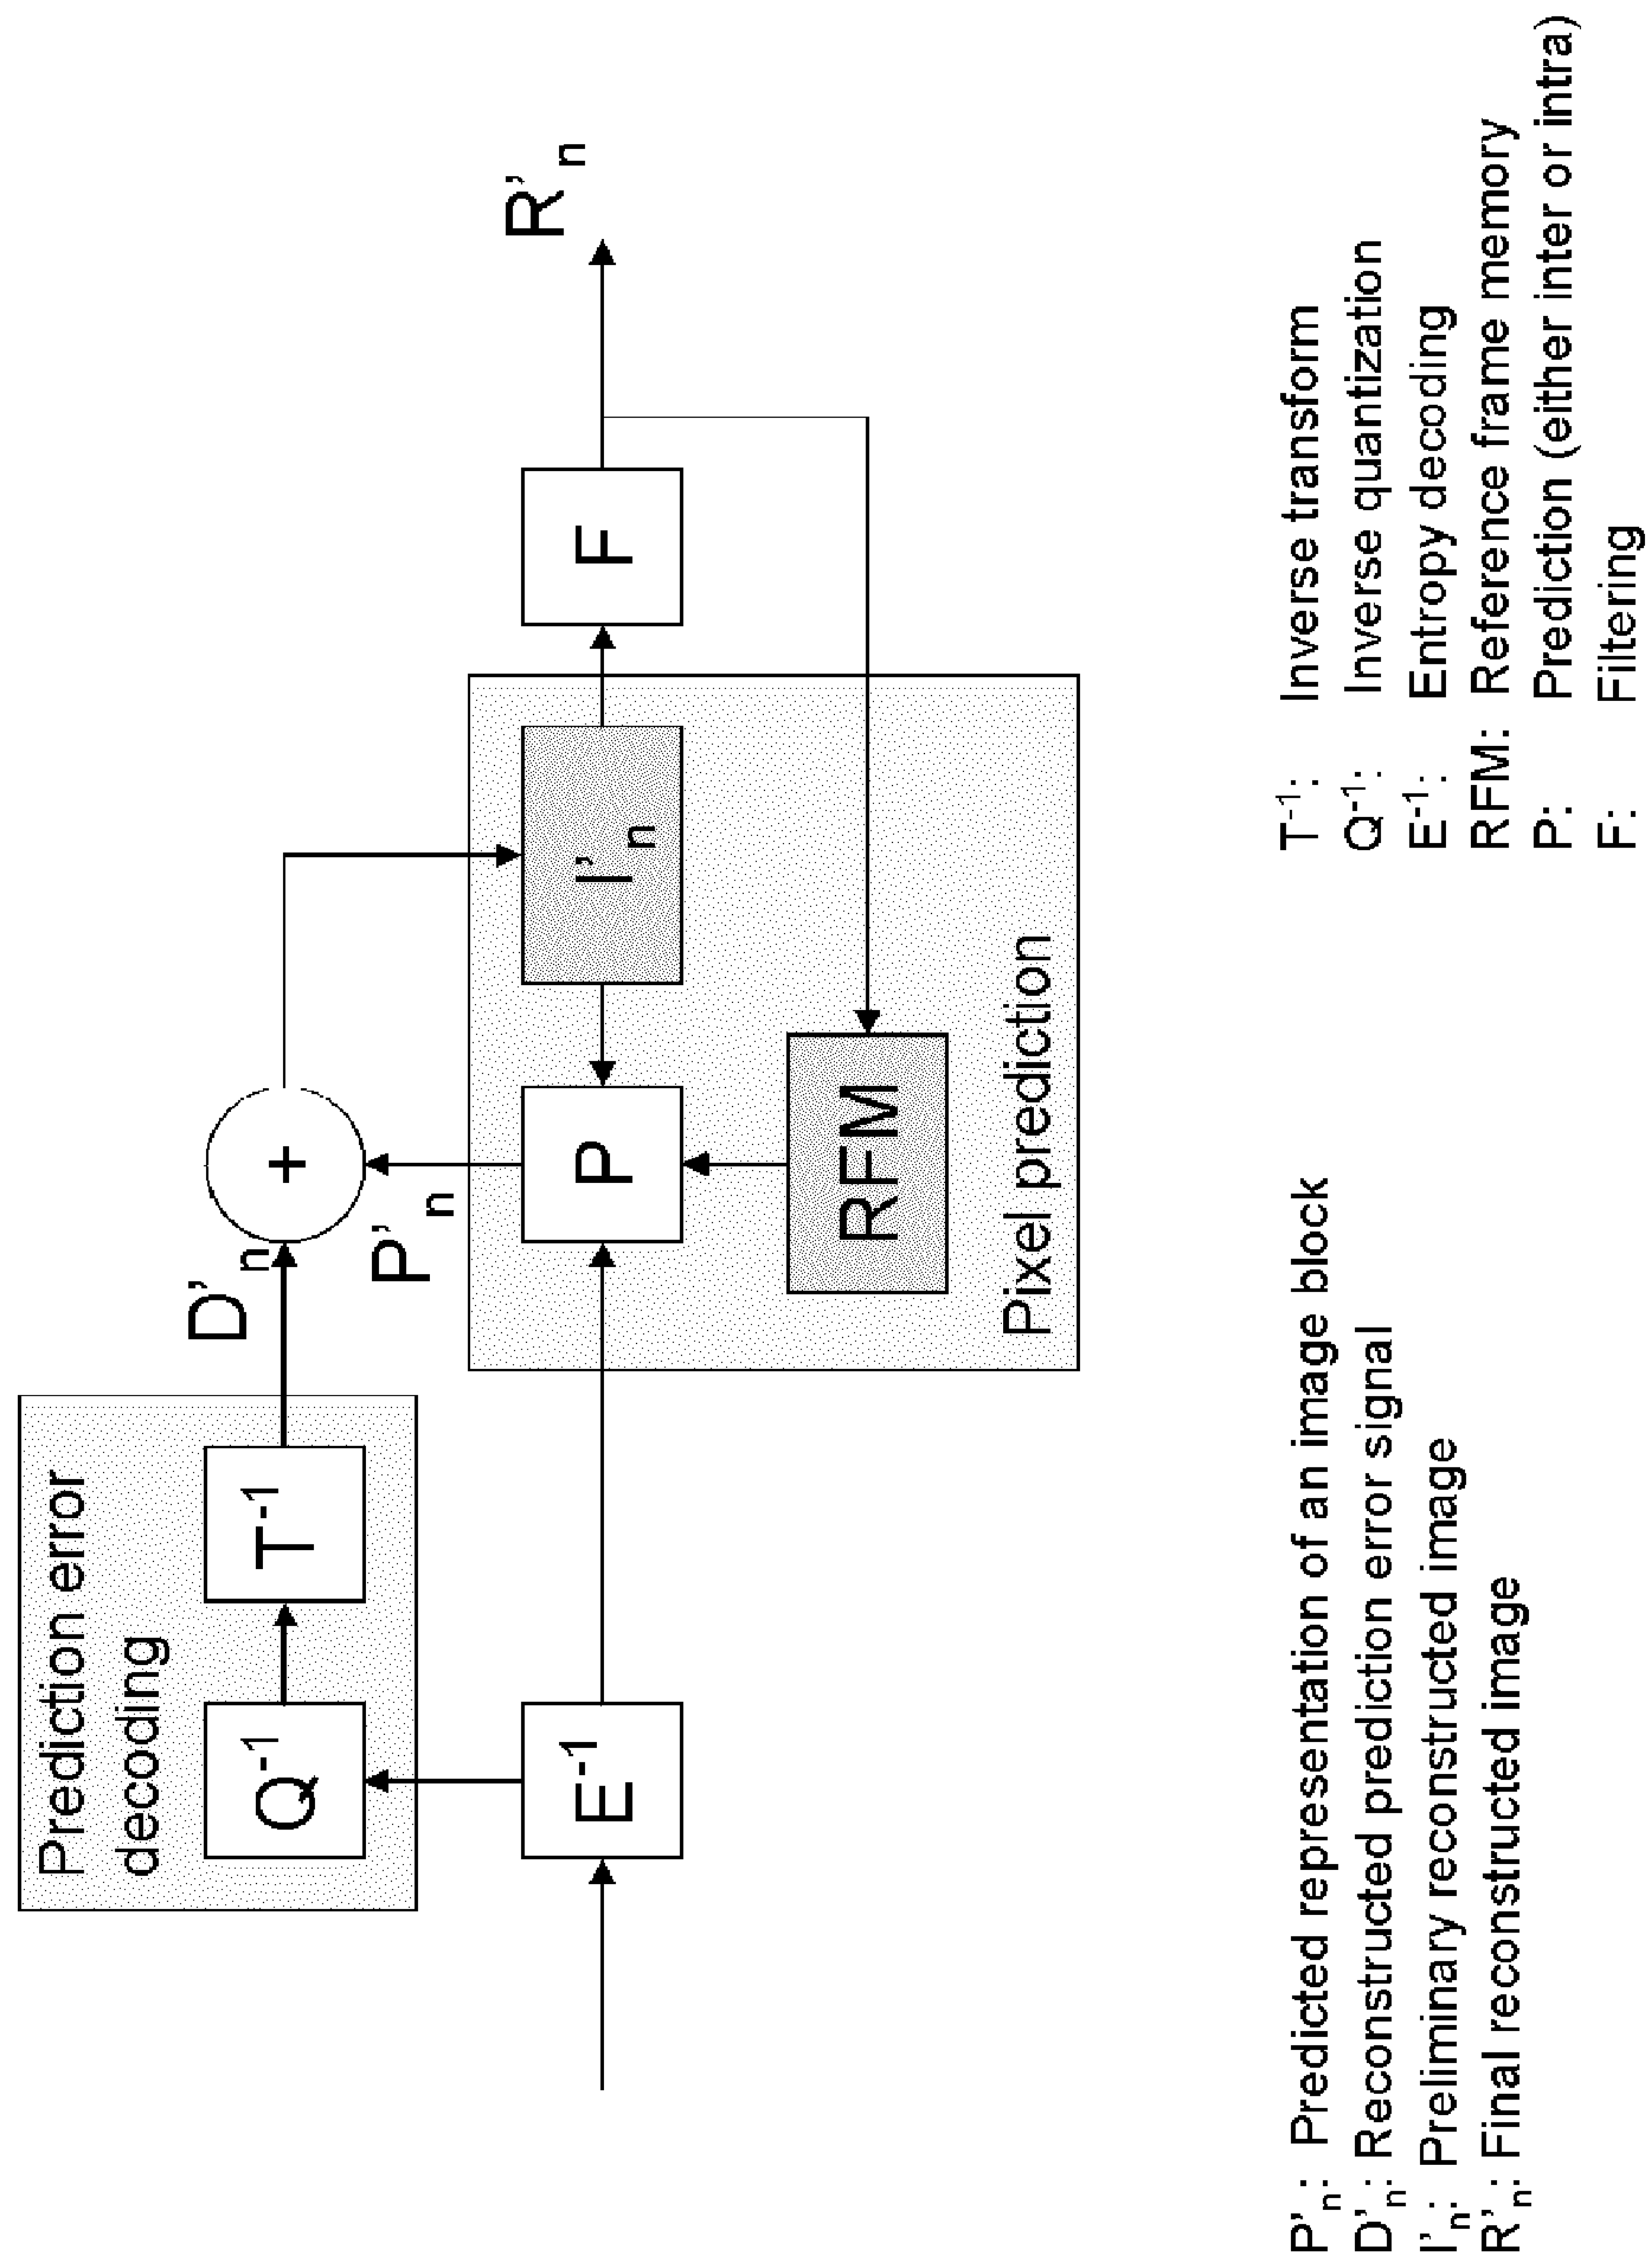 Prediction error
decoding
Q-1
T-1
D'n
+
P'n
E-1
P
I'n
F
R'n
RFM
Pixel prediction
P'n: Predicted representation of an image block
D'n: Reconstructed prediction error signal
I'n: Preliminary reconstructed image
R'n: Final reconstructed image
T-1: Inverse transform
Q-1: Inverse quantization
E-1: Entropy decoding
RFM: Reference frame memory
P: Prediction (either inter or intra)
F: Filtering